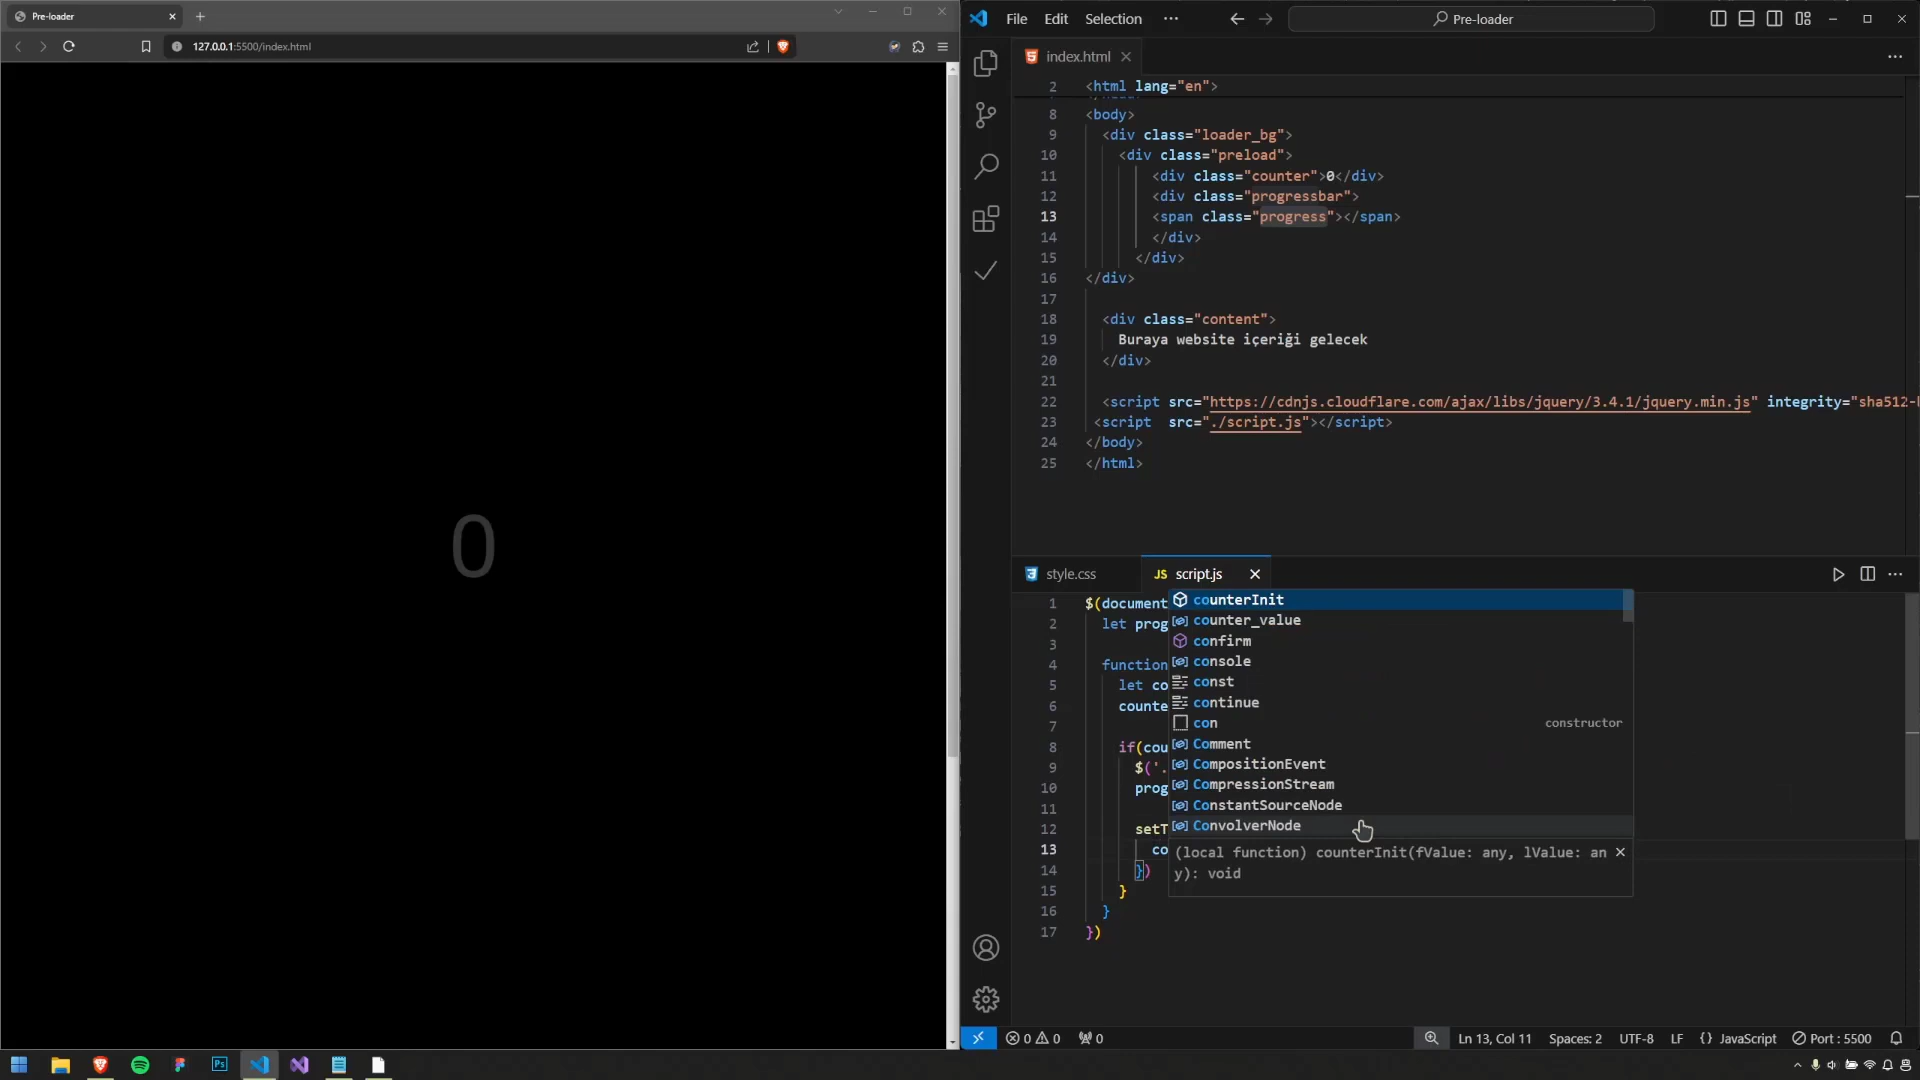 Pre-loader
127.0.0.1:5500/index.html
0
File Edit Selection ···
Pre-loader
index.html
2 <html lang="en">
8 <body>
9 <div class="loader_bg">
10 <div class="preload">
11 <div class="counter">0</div>
12 <div class="progressbar">
13 <span class="progress"></span>
14 </div>
15 </div>
16 </div>
17
18 <div class="content">
19 Buraya website içeriği gelecek
20 </div>
21
22 <script src="https://cdnjs.cloudflare.com/ajax/libs/jquery/3.4.1/jquery.min.js" integrity="sha512-
23 <script src="./script.js"></script>
24 </body>
25 </html>
style.css
JS script.js
1 $(document
2 let prog
3
4 function
5 let co
6 counte
7
8 if(cou
9 $('.
10 prog
11
12 setT
13 co
14 })
15 }
16 }
17 })
counterInit
counter_value
confirm
console
const
continue
con constructor
Comment
CompositionEvent
CompressionStream
ConstantSourceNode
ConvolverNode
(local function) counterInit(fValue: any, lValue: an
y): void
0 0 0 Ln 13, Col 11 Spaces: 2 UTF-8 LF {} JavaScript Port : 5500
Ps